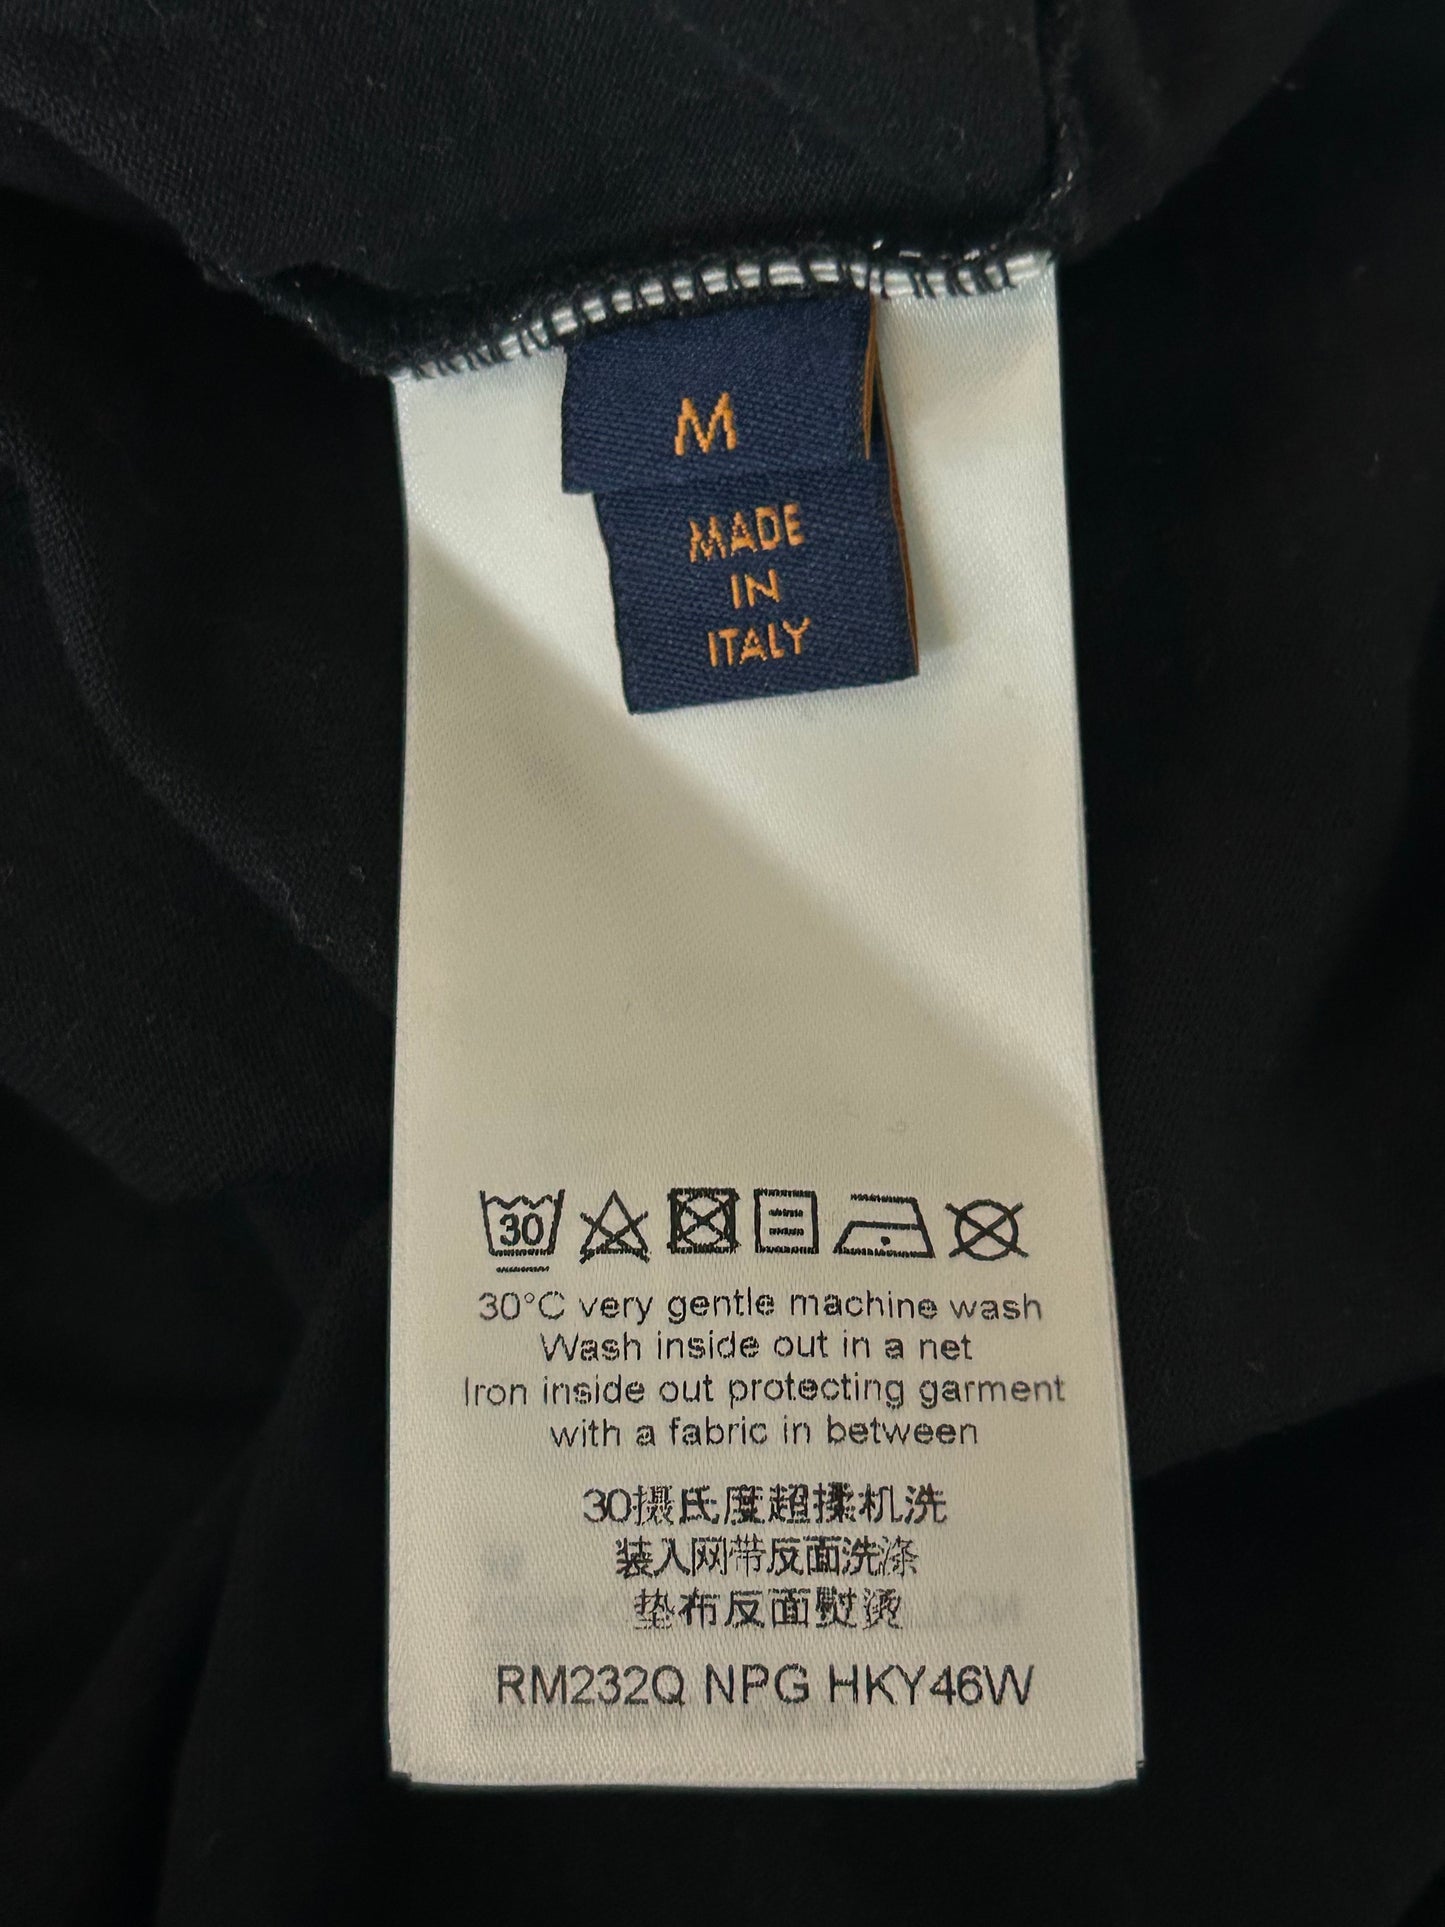 M
MADE
IN
ITALY
30
30°C very gentle machine wash
Wash inside out in a net
Iron inside out protecting garment
with a fabric in between
30摄氏度超揉机洗
装入网带反面洗涤
垫布反面熨烫
RM232Q NPG HKY46W